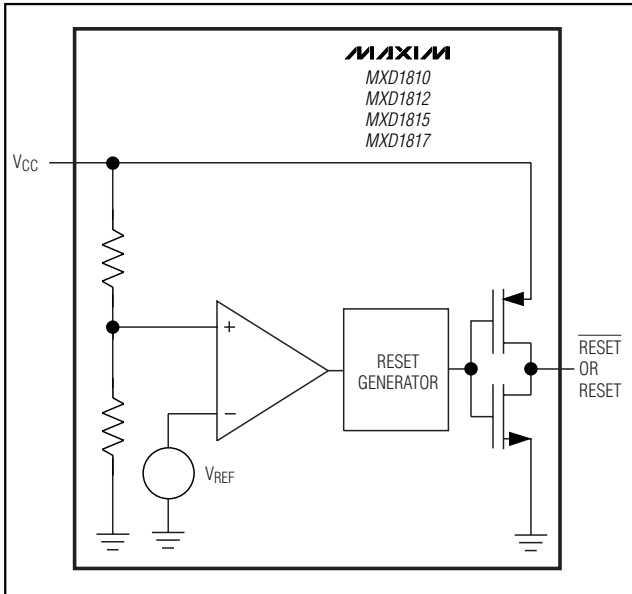 MAXIM
MXD1810
MXD1812
MXD1815
MXD1817
VCC
+
−
RESET
GENERATOR
VREF
RESET
OR
RESET